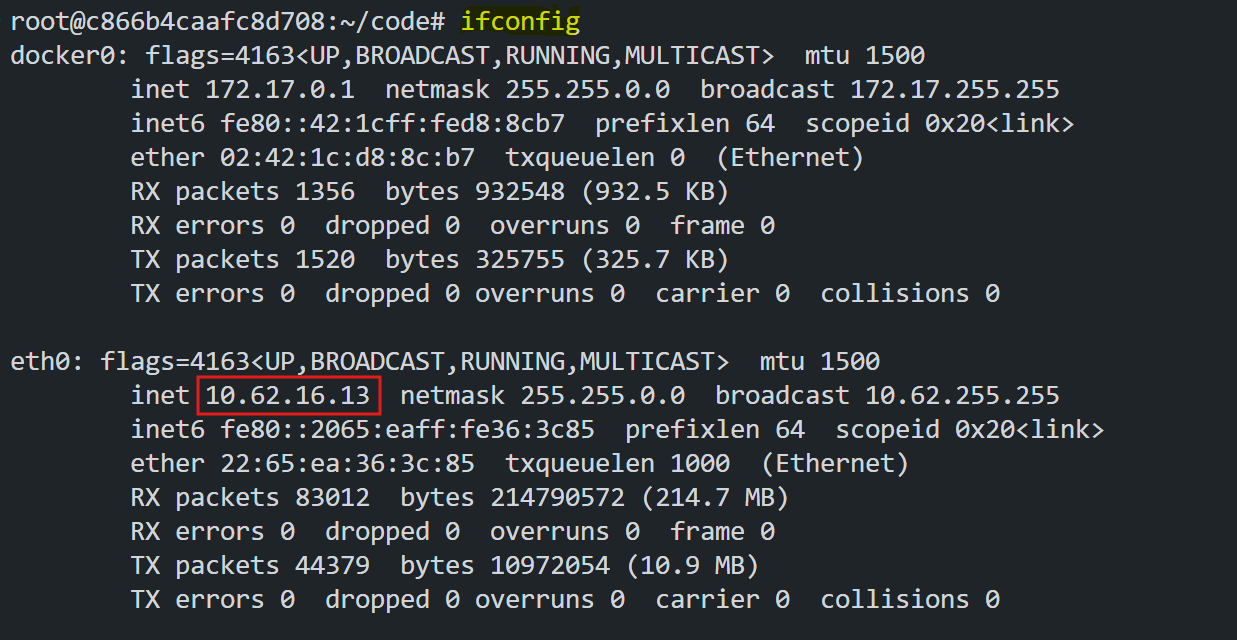 root@c866b4caafc8d708:~/code# ifconfig
docker0: flags=4163<UP,BROADCAST,RUNNING,MULTICAST>  mtu 1500
        inet 172.17.0.1  netmask 255.255.0.0  broadcast 172.17.255.255
        inet6 fe80::42:1cff:fed8:8cb7  prefixlen 64  scopeid 0x20<link>
        ether 02:42:1c:d8:8c:b7  txqueuelen 0  (Ethernet)
        RX packets 1356  bytes 932548 (932.5 KB)
        RX errors 0  dropped 0  overruns 0  frame 0
        TX packets 1520  bytes 325755 (325.7 KB)
        TX errors 0  dropped 0 overruns 0  carrier 0  collisions 0

eth0: flags=4163<UP,BROADCAST,RUNNING,MULTICAST>  mtu 1500
        inet 10.62.16.13  netmask 255.255.0.0  broadcast 10.62.255.255
        inet6 fe80::2065:eaff:fe36:3c85  prefixlen 64  scopeid 0x20<link>
        ether 22:65:ea:36:3c:85  txqueuelen 1000  (Ethernet)
        RX packets 83012  bytes 214790572 (214.7 MB)
        RX errors 0  dropped 0  overruns 0  frame 0
        TX packets 44379  bytes 10972054 (10.9 MB)
        TX errors 0  dropped 0 overruns 0  carrier 0  collisions 0